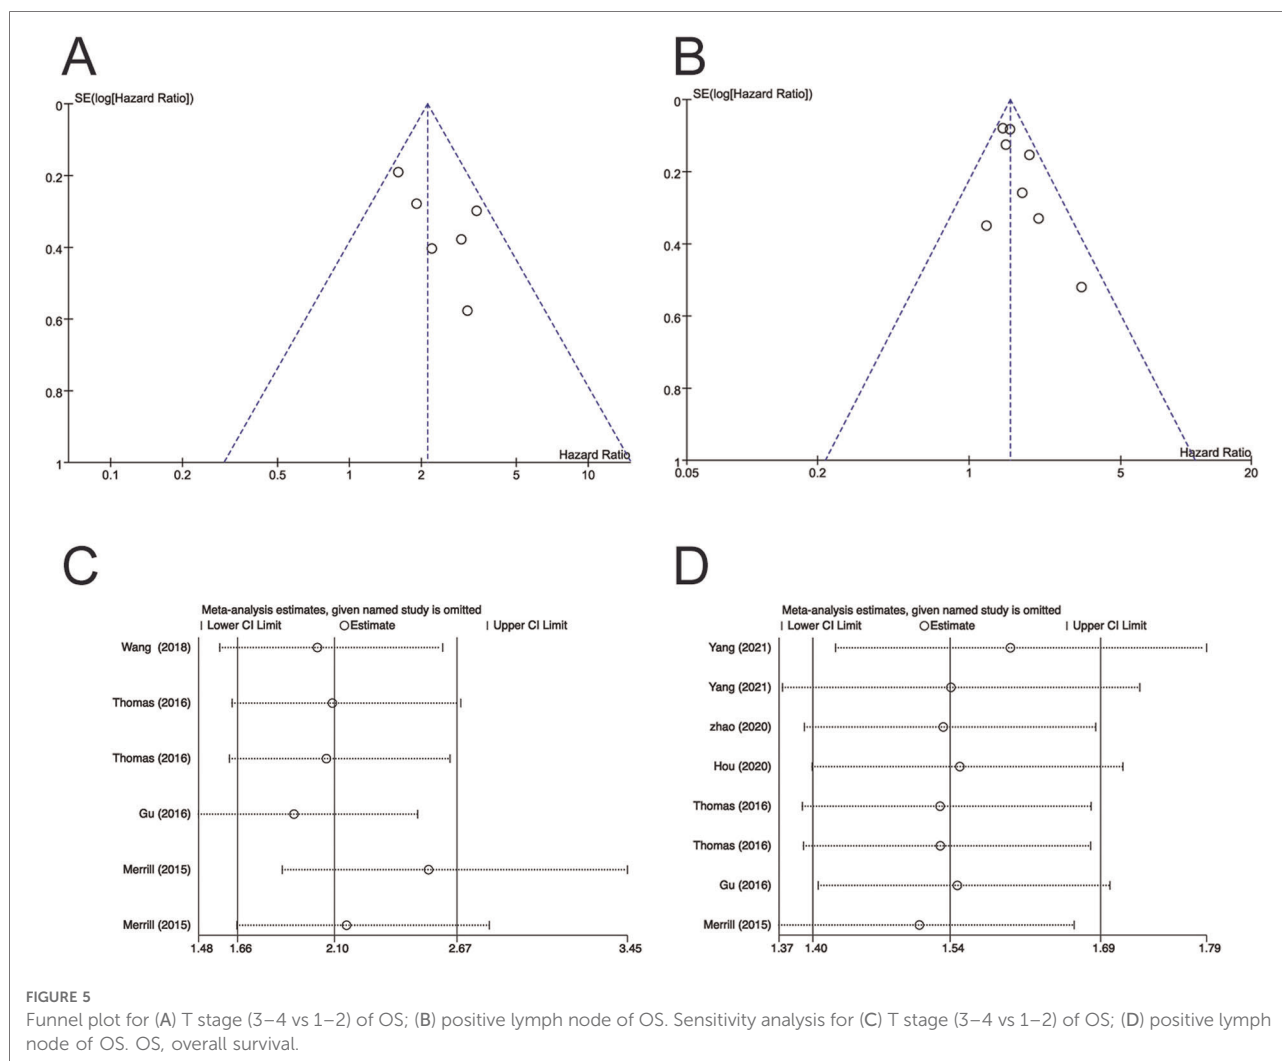 A
SE(log[Hazard Ratio])
0
0.2
0.4
0.6
0.8
1
Hazard Ratio
0.1 0.2 0.5 1 2 5 10
B
SE(log[Hazard Ratio])
0
0.2
0.4
0.6
0.8
1
Hazard Ratio
0.05 0.2 1 5 20
C
Meta-analysis estimates, given named study is omitted
Lower CI Limit Estimate Upper CI Limit
Wang (2018)
Thomas (2016)
Thomas (2016)
Gu (2016)
Merrill (2015)
Merrill (2015)
1.48 1.66 2.10 2.67 3.45
D
Meta-analysis estimates, given named study is omitted
Lower CI Limit Estimate Upper CI Limit
Yang (2021)
Yang (2021)
zhao (2020)
Hou (2020)
Thomas (2016)
Thomas (2016)
Gu (2016)
Merrill (2015)
1.37 1.40 1.54 1.69 1.79
FIGURE 5
Funnel plot for (A) T stage (3–4 vs 1–2) of OS; (B) positive lymph node of OS. Sensitivity analysis for (C) T stage (3–4 vs 1–2) of OS; (D) positive lymph
node of OS. OS, overall survival.